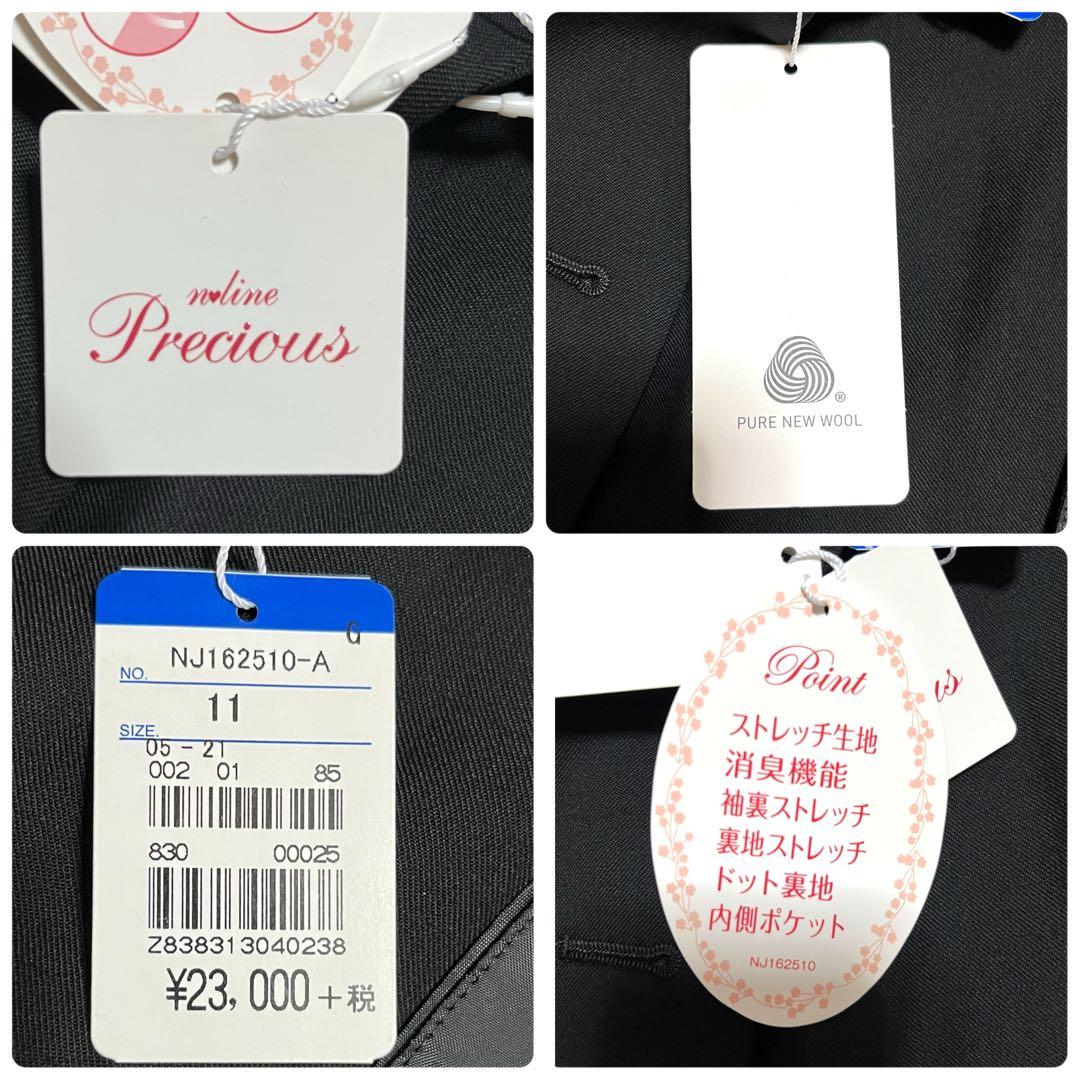 n♥line
Precious
®
PURE NEW WOOL
G
NO. NJ162510-A
SIZE. 11
05-21
002 01 85
830 00025
Z838313040238
¥23,000+税
us
Point
ストレッチ生地
消臭機能
袖裏ストレッチ
裏地ストレッチ
ドット裏地
内側ポケット
NJ162510